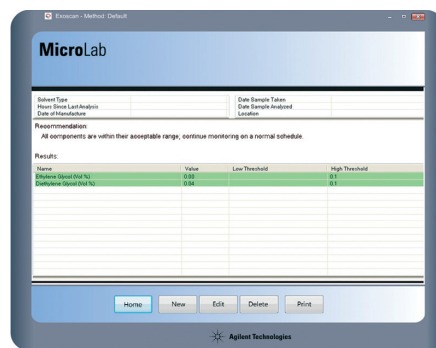 Exoscan - Method: Default
MicroLab
Solvent Type Date Sample Taken
Hours Since Last Analysis Date Sample Analyzed
Date of Manufacture Location
Recommendation:
All components are within their acceptable range, continue monitoring on a normal schedule.
Results:
Name Value Low Threshold High Threshold
Ethylene Glycol (Vol %) 0.00 0.1
Diethylene Glycol (Vol %) 0.04 0.1
Home New Edit Delete Print
Agilent Technologies